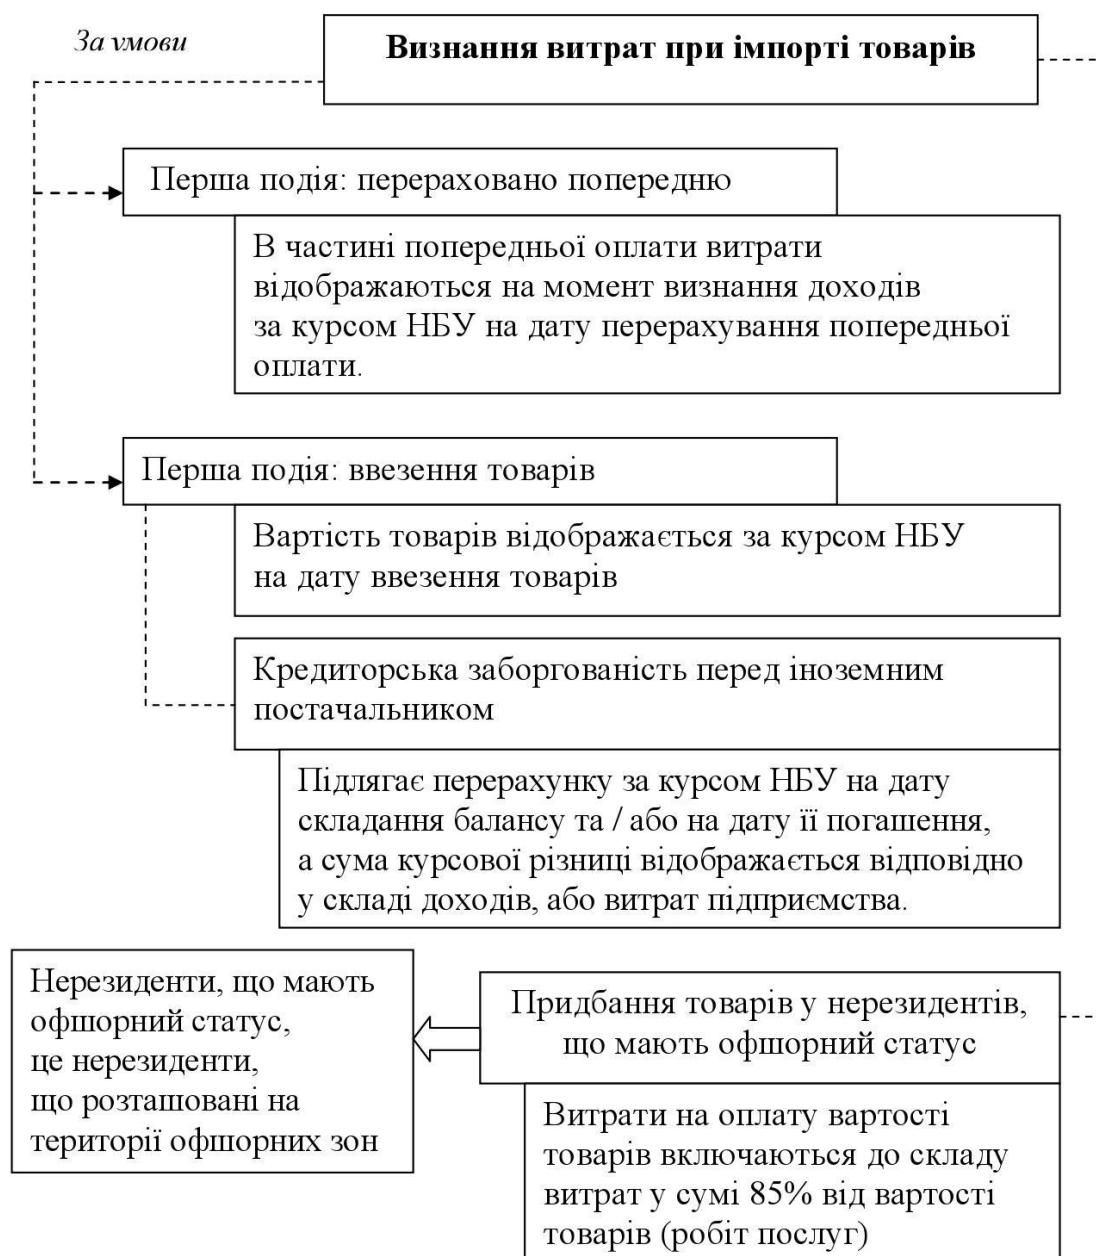 За умови
Визнання витрат при імпорті товарів
Перша подія: перераховано попередню
В частині попередньої оплати витрати
відображаються на момент визнання доходів
за курсом НБУ на дату перерахування попередньої
оплати.
Перша подія: ввезення товарів
Вартість товарів відображається за курсом НБУ
на дату ввезення товарів
Кредиторська заборгованість перед іноземним
постачальником
Підлягає перерахунку за курсом НБУ на дату
складання балансу та / або на дату її погашення,
а сума курсової різниці відображається відповідно
у складі доходів, або витрат підприємства.
Нерезиденти, що мають
офшорний статус,
це нерезиденти,
що розташовані на
території офшорних зон
Придбання товарів у нерезидентів,
що мають офшорний статус
Витрати на оплату вартості
товарів включаються до складу
витрат у сумі 85% від вартості
товарів (робіт послуг)